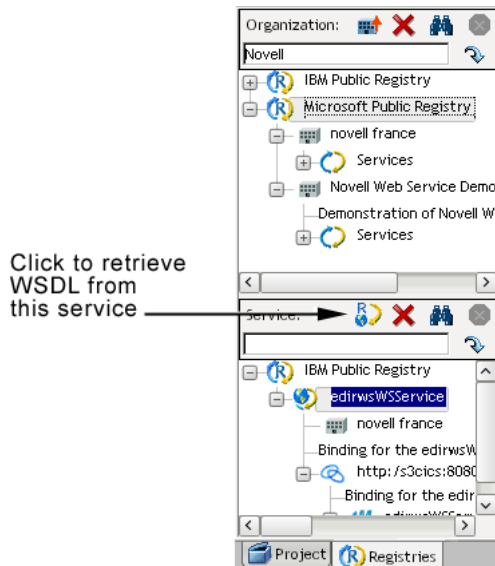 Organization:
Novell
IBM Public Registry
Microsoft Public Registry
novell france
Services
Novell Web Service Demo
Demonstration of Novell W
Services
Click to retrieve
WSDL from
this service
Service:
IBM Public Registry
edirwsWSService
novell france
Binding for the edirwsW
http:/s3cics:8080
Binding for the edir
Project
Registries